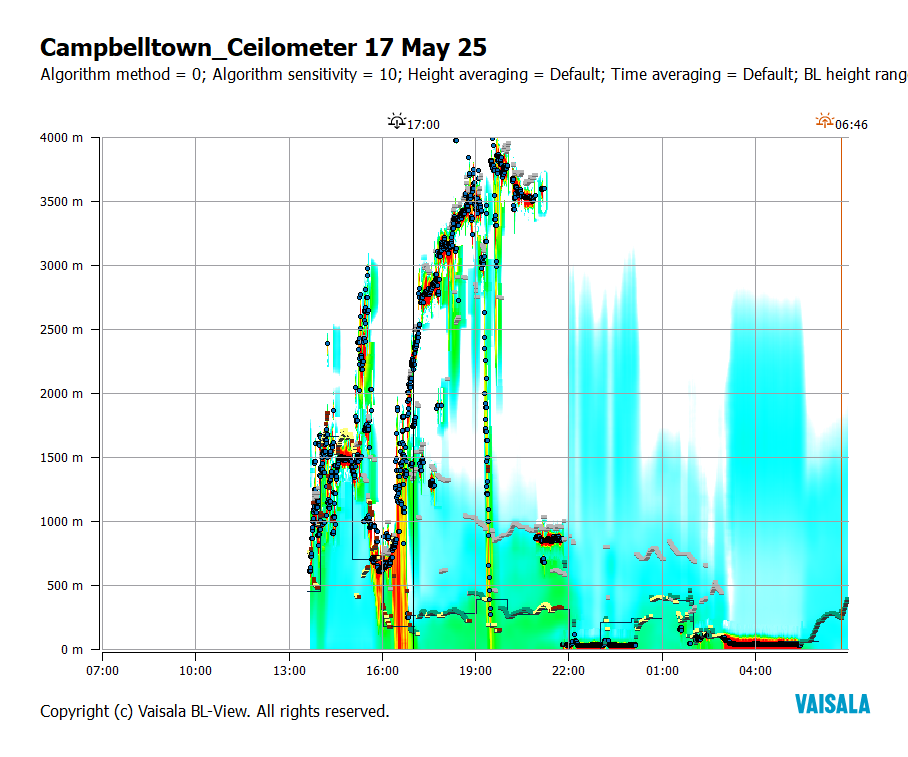 Campbelltown_Ceilometer 17 May 25
Algorithm method = 0; Algorithm sensitivity = 10; Height averaging = Default; Time averaging = Default; BL height rang
17:00
06:46
4000 m
3500 m
3000 m
2500 m
2000 m
1500 m
1000 m
500 m
0 m
07:00 10:00 13:00 16:00 19:00 22:00 01:00 04:00
VAISALA
Copyright (c) Vaisala BL-View. All rights reserved.